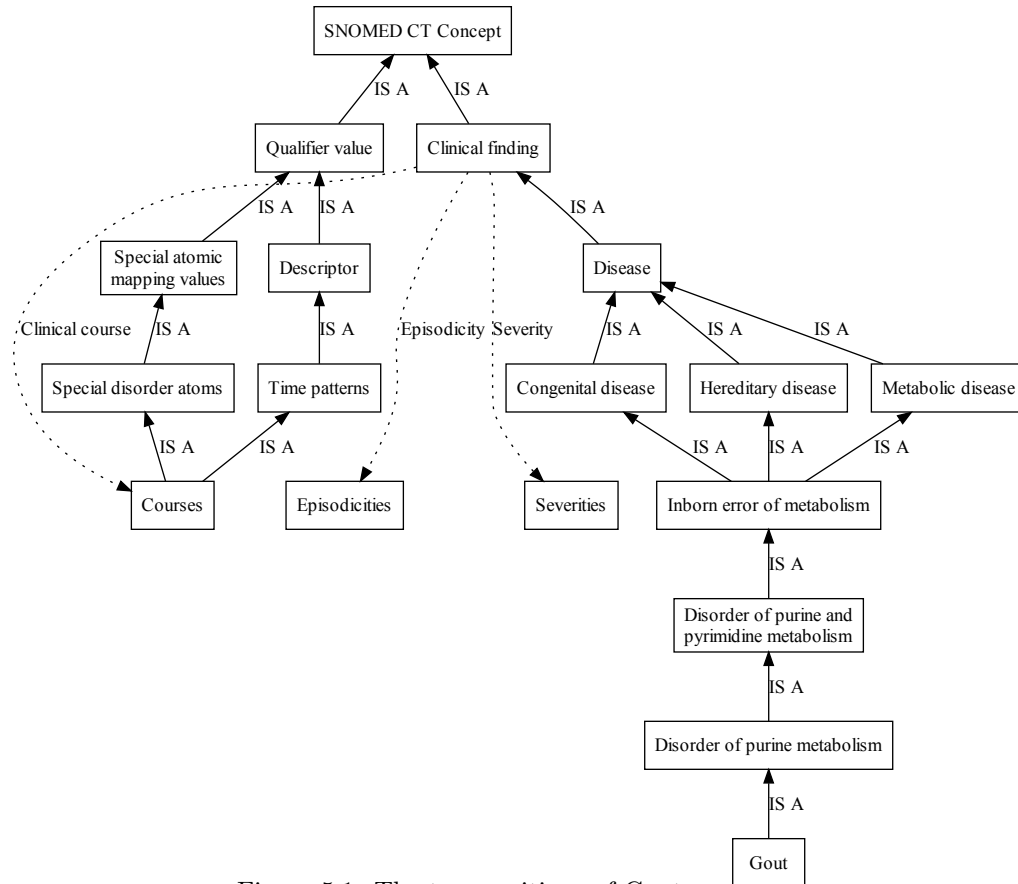 SNOMED CT Concept
IS A
IS A
Qualifier value
Clinical finding
IS A
IS A
IS A
Special atomic
mapping values
Descriptor
Disease
Clinical course
IS A
IS A
Episodicity
Severity
IS A
IS A
IS A
Special disorder atoms
Time patterns
Congenital disease
Hereditary disease
Metabolic disease
IS A
IS A
IS A
IS A
IS A
Courses
Episodicities
Severities
Inborn error of metabolism
IS A
Disorder of purine and
pyrimidine metabolism
IS A
Disorder of purine metabolism
IS A
Gout